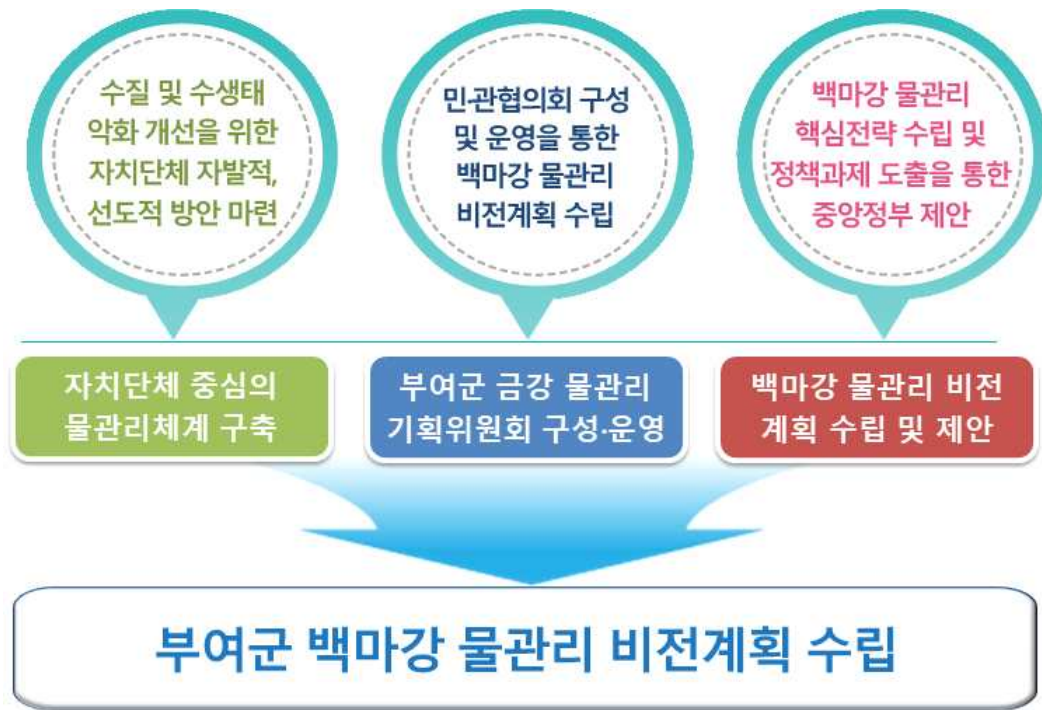 수질 및 수생태
악화 개선을 위한
자치단체 자발적,
선도적 방안 마련
민관협의회 구성
및 운영을 통한
백마강 물관리
비전계획 수립
백마강 물관리
핵심전략 수립 및
정책과제 도출을 통한
중앙정부 제안
자치단체 중심의
물관리체계 구축
부여군 금강 물관리
기획위원회 구성·운영
백마강 물관리 비전
계획 수립 및 제안
부여군 백마강 물관리 비전계획 수립